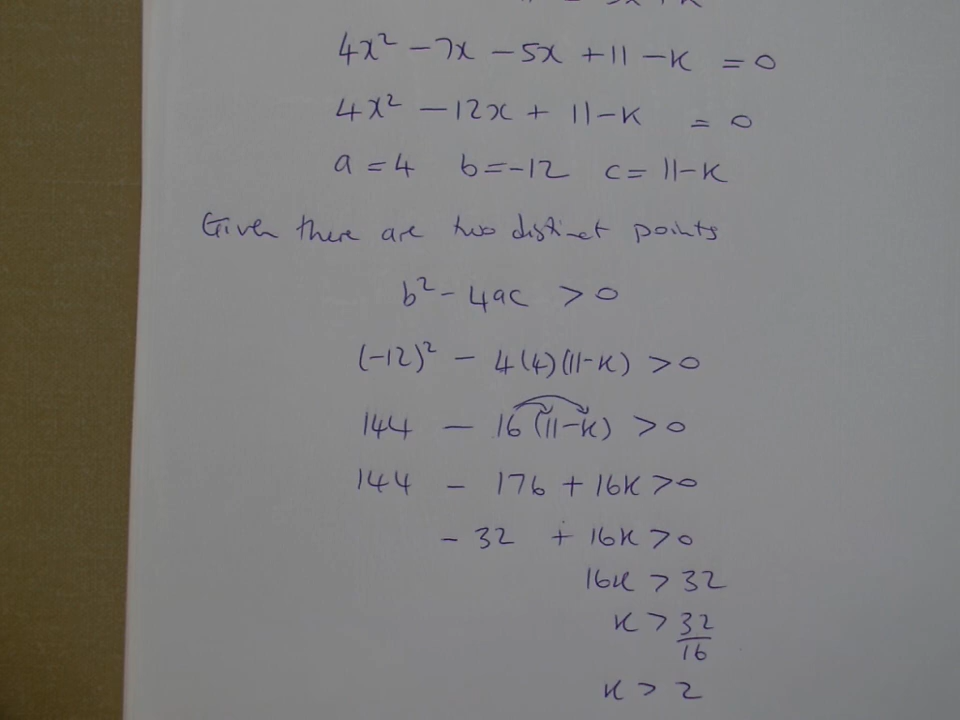 4x² - 7x - 5x + 11 - k = 0
4x² - 12x + 11 - k = 0
a = 4 b = -12 c = 11 - k
Given there are two distinct points
b² - 4ac > 0
(-12)² - 4(4)(11-k) > 0
144 - 16(11-k) > 0
144 - 176 + 16k > 0
- 32 + 16k > 0
16k > 32
k > 32/16
k > 2